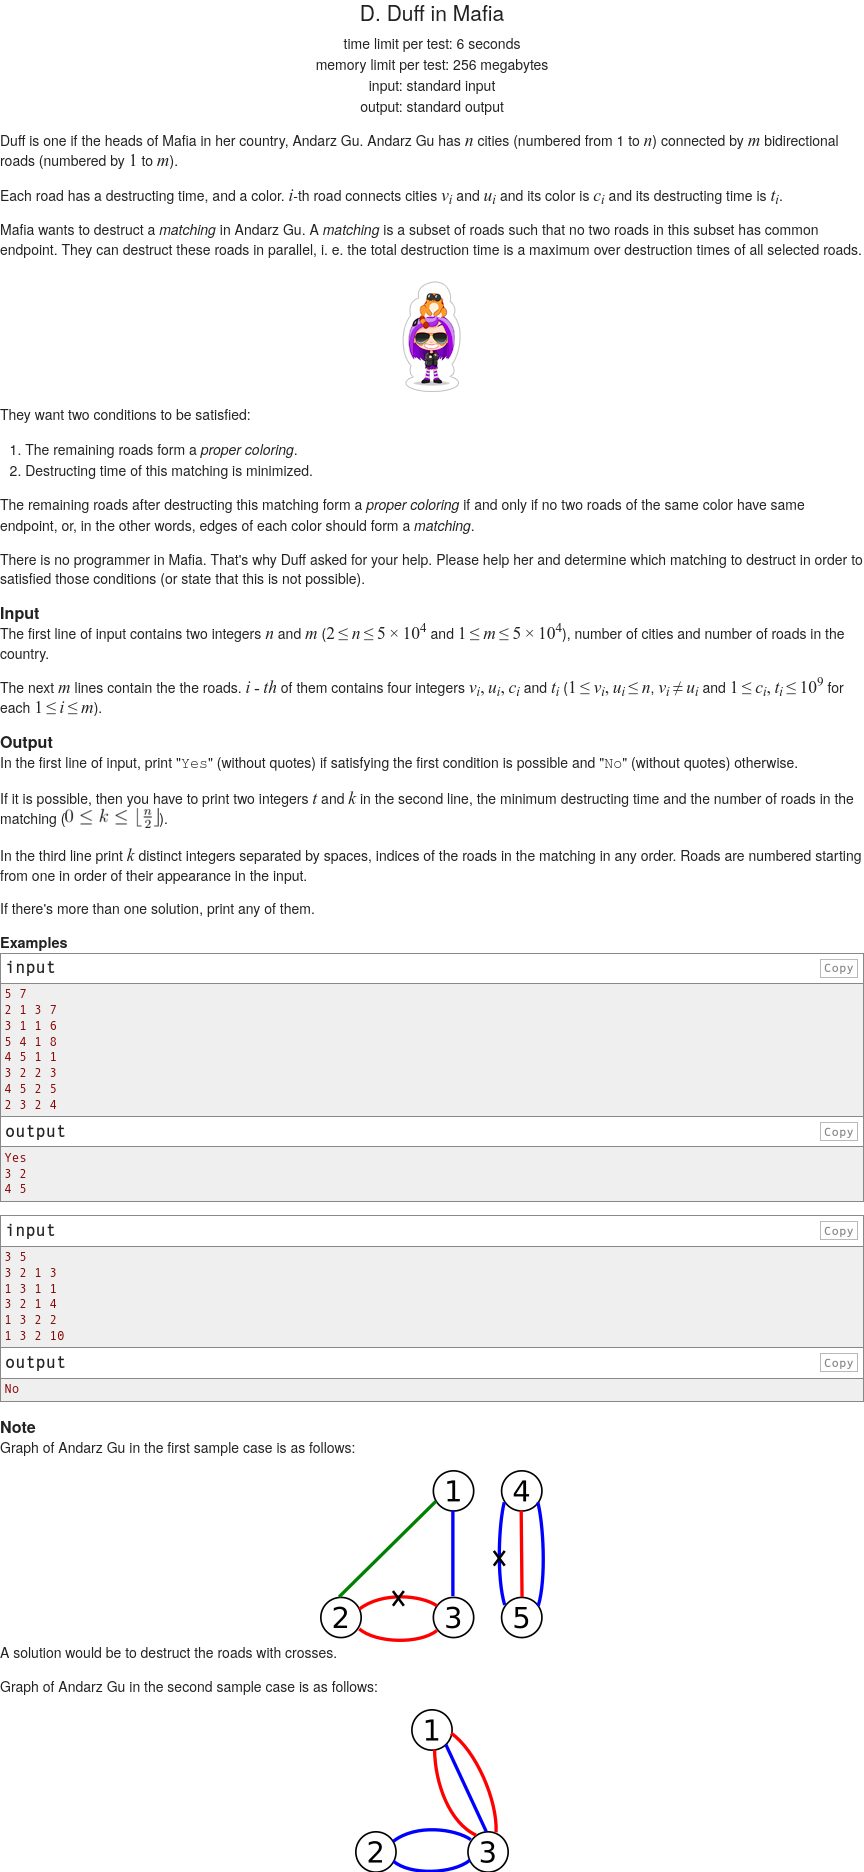 D. Duff in Mafia
time limit per test: 6 seconds
memory limit per test: 256 megabytes
input: standard input
output: standard output
Duff is one if the heads of Mafia in her country, Andarz Gu. Andarz Gu has n cities (numbered from 1 to n) connected by m bidirectional
roads (numbered by 1 to m).
Each road has a destructing time, and a color. i-th road connects cities v_i and u_i and its color is c_i and its destructing time is t_i.
Mafia wants to destruct a matching in Andarz Gu. A matching is a subset of roads such that no two roads in this subset has common
endpoint. They can destruct these roads in parallel, i. e. the total destruction time is a maximum over destruction times of all selected roads.
They want two conditions to be satisfied:
1. The remaining roads form a proper coloring.
2. Destructing time of this matching is minimized.
The remaining roads after destructing this matching form a proper coloring if and only if no two roads of the same color have same
endpoint, or, in the other words, edges of each color should form a matching.
There is no programmer in Mafia. That's why Duff asked for your help. Please help her and determine which matching to destruct in order to
satisfied those conditions (or state that this is not possible).
Input
The first line of input contains two integers n and m (2 ≤ n ≤ 5 × 10^4 and 1 ≤ m ≤ 5 × 10^4), number of cities and number of roads in the
country.
The next m lines contain the the roads. i - th of them contains four integers v_i, u_i, c_i and t_i (1 ≤ v_i, u_i ≤ n, v_i ≠ u_i and 1 ≤ c_i, t_i ≤ 10^9 for
each 1 ≤ i ≤ m).
Output
In the first line of input, print "Yes" (without quotes) if satisfying the first condition is possible and "No" (without quotes) otherwise.
If it is possible, then you have to print two integers t and k in the second line, the minimum destructing time and the number of roads in the
matching (0 ≤ k ≤ ⌊n/2⌋).
In the third line print k distinct integers separated by spaces, indices of the roads in the matching in any order. Roads are numbered starting
from one in order of their appearance in the input.
If there's more than one solution, print any of them.
Examples
input Copy
5 7
2 1 3 7
3 1 1 6
5 4 1 8
4 5 1 1
3 2 2 3
4 5 2 5
2 3 2 4
output Copy
Yes
3 2
4 5
input Copy
3 5
3 2 1 3
1 3 1 1
3 2 1 4
1 3 2 2
1 3 2 10
output Copy
No
Note
Graph of Andarz Gu in the first sample case is as follows:
1 4
2 3 5
A solution would be to destruct the roads with crosses.
Graph of Andarz Gu in the second sample case is as follows:
1
2 3